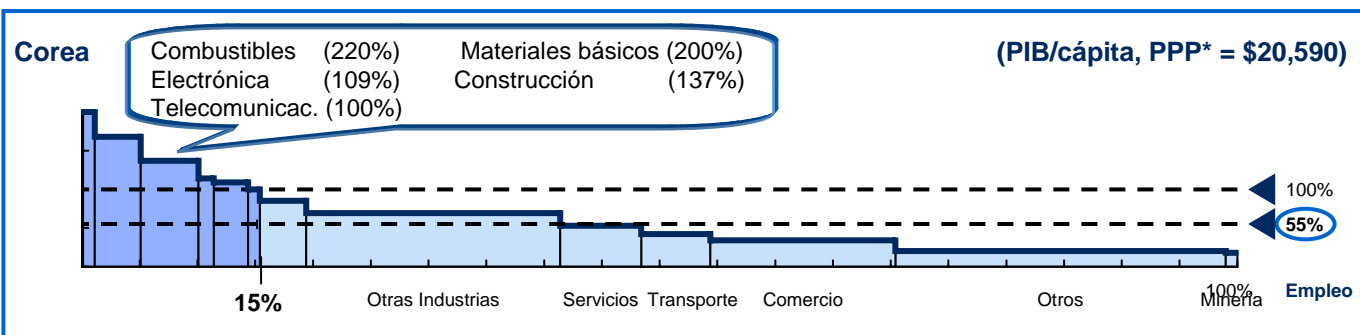 Corea
Combustibles (220%) Materiales básicos (200%)
Electrónica (109%) Construcción (137%)
Telecomunicac. (100%)
(PIB/cápita, PPP* = $20,590)
100%
55%
15%
Otras Industrias
Servicios
Transporte
Comercio
Otros
100%
Minería
Empleo